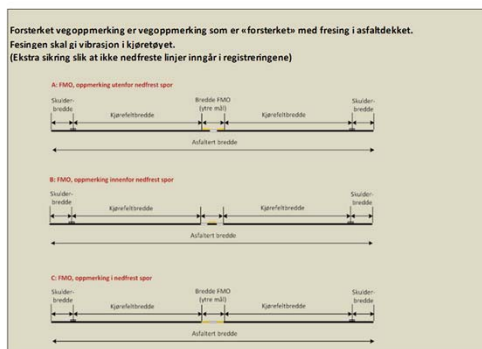 Forsterket vegoppmerking er vegoppmerking som er «forsterket» med fresing i asfaltdekket.
Fesingen skal gi vibrasjon i kjøretøyet.
(Ekstra sikring slik at ikke nedfreste linjer inngår i registreringene)
A: FMO, oppmerking utenfor nedfrest spor
Skulder-
bredde
Kjørefeltbredde
Bredde FMO
(ytre mål)
Kjørefeltbredde
Skulder-
bredde
Asfaltert bredde
B: FMO, oppmerking innenfor nedfrest spor
Skulder-
bredde
Kjørefeltbredde
Kjørefeltbredde
Skulder-
bredde
Asfaltert bredde
C: FMO, oppmerking i nedfrest spor
Skulder-
bredde
Kjørefeltbredde
Bredde FMO
(ytre mål)
Kjørefeltbredde
Skulder-
bredde
Asfaltert bredde